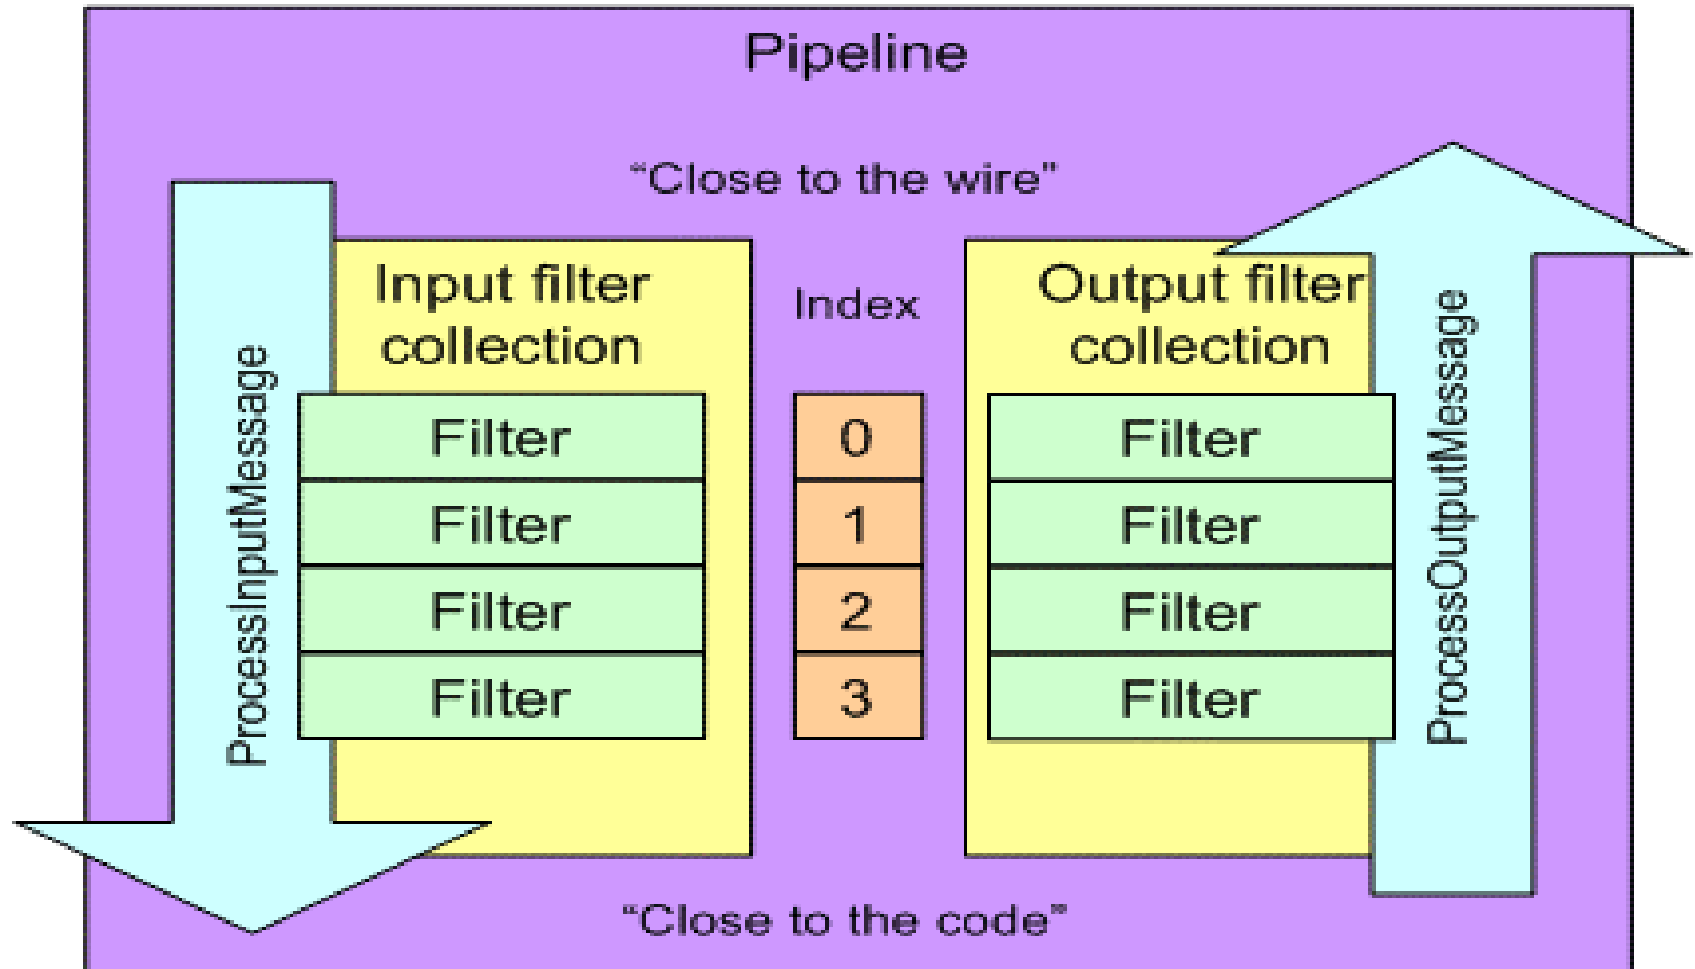 Pipeline
“Close to the wire”
Input filter
collection
Index
Output filter
collection
ProcessInputMessage
Filter
Filter
Filter
Filter
0
1
2
3
Filter
Filter
Filter
Filter
ProcessOutputMessage
“Close to the code”